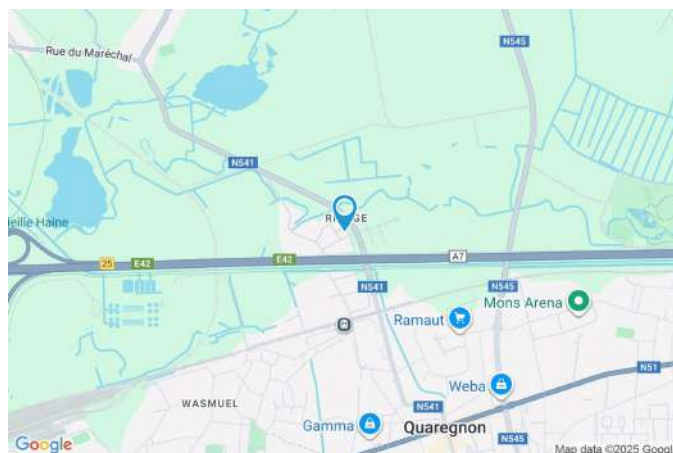 Rue du Maréchal
N545
N541
ieille Haine
25
E42
E42
A7
N541
N545
Ramaut
Mons Arena
Weba
N51
WASMUEL
N541
Gamma
Quaregnon
N545
Google
Map data ©2025 Googl